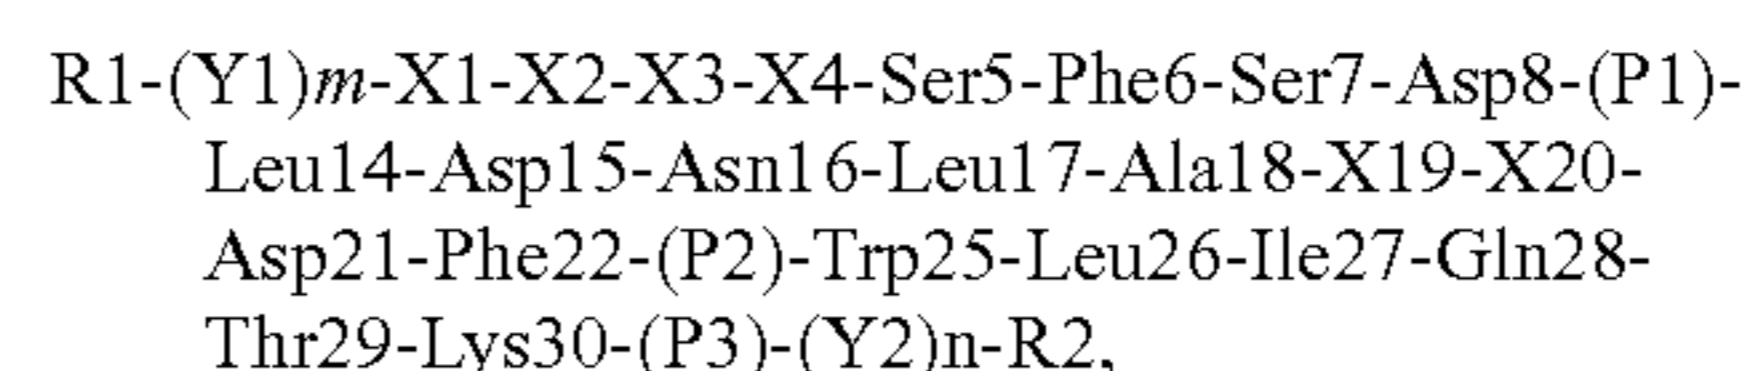 R1-(Y1)m-X1-X2-X3-X4-Ser5-Phe6-Ser7-Asp8-(P1)-
Leu14-Asp15-Asn16-Leu17-Ala18-X19-X20-
Asp21-Phe22-(P2)-Trp25-Leu26-Ile27-Gln28-
Thr29-Lys30-(P3)-(Y2)n-R2,